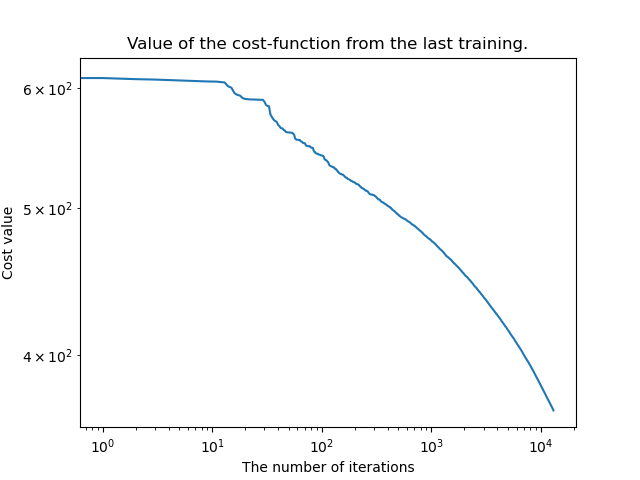 Value of the cost-function from the last training.
6 × 10²
5 × 10²
4 × 10²
Cost value
10⁰ 10¹ 10² 10³ 10⁴
The number of iterations